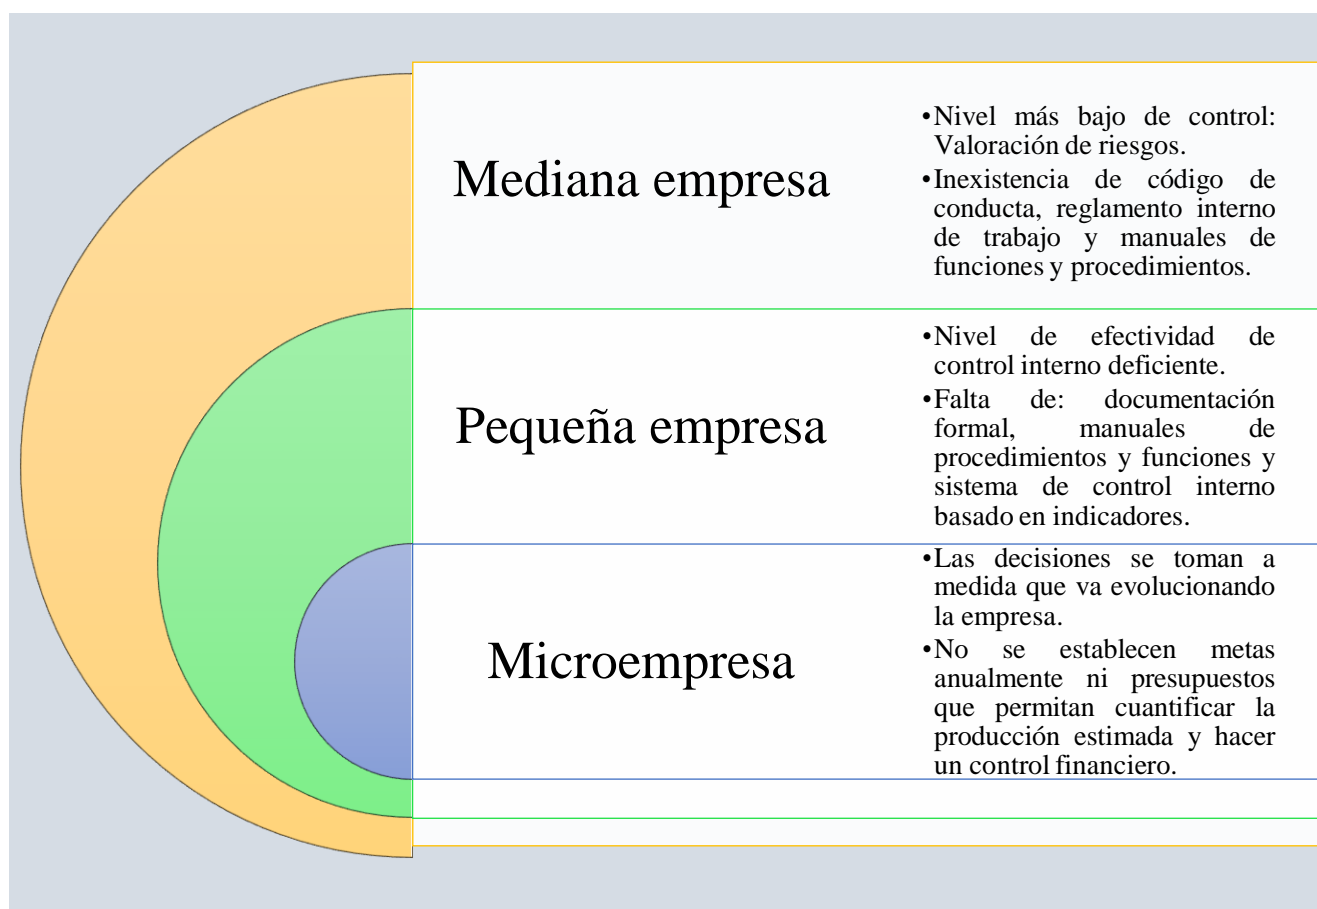 Mediana empresa
•Nivel más bajo de control:
Valoración de riesgos.
•Inexistencia de código de
conducta, reglamento interno
de trabajo y manuales de
funciones y procedimientos.
Pequeña empresa
•Nivel de efectividad de
control interno deficiente.
•Falta de: documentación
formal, manuales de
procedimientos y funciones y
sistema de control interno
basado en indicadores.
Microempresa
•Las decisiones se toman a
medida que va evolucionando
la empresa.
•No se establecen metas
anualmente ni presupuestos
que permitan cuantificar la
producción estimada y hacer
un control financiero.